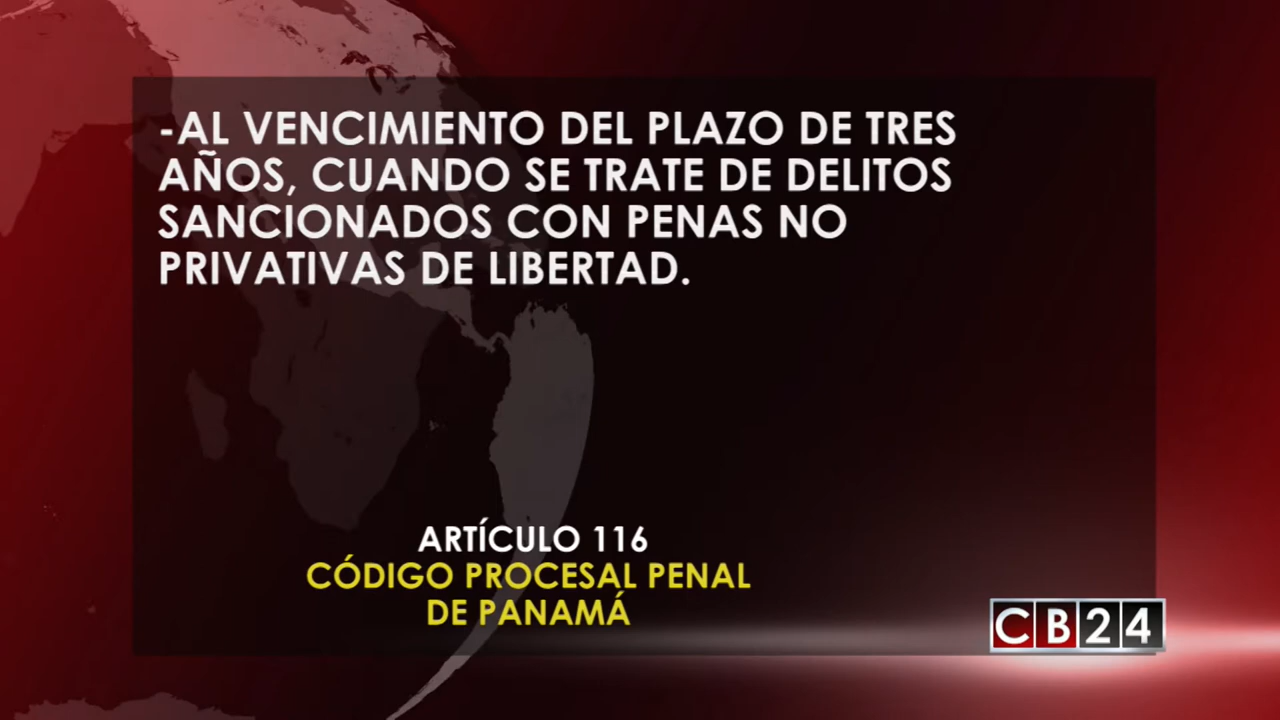 -AL VENCIMIENTO DEL PLAZO DE TRES
AÑOS, CUANDO SE TRATE DE DELITOS
SANCIONADOS CON PENAS NO
PRIVATIVAS DE LIBERTAD.
ARTÍCULO 116
CÓDIGO PROCESAL PENAL
DE PANAMÁ
CB24